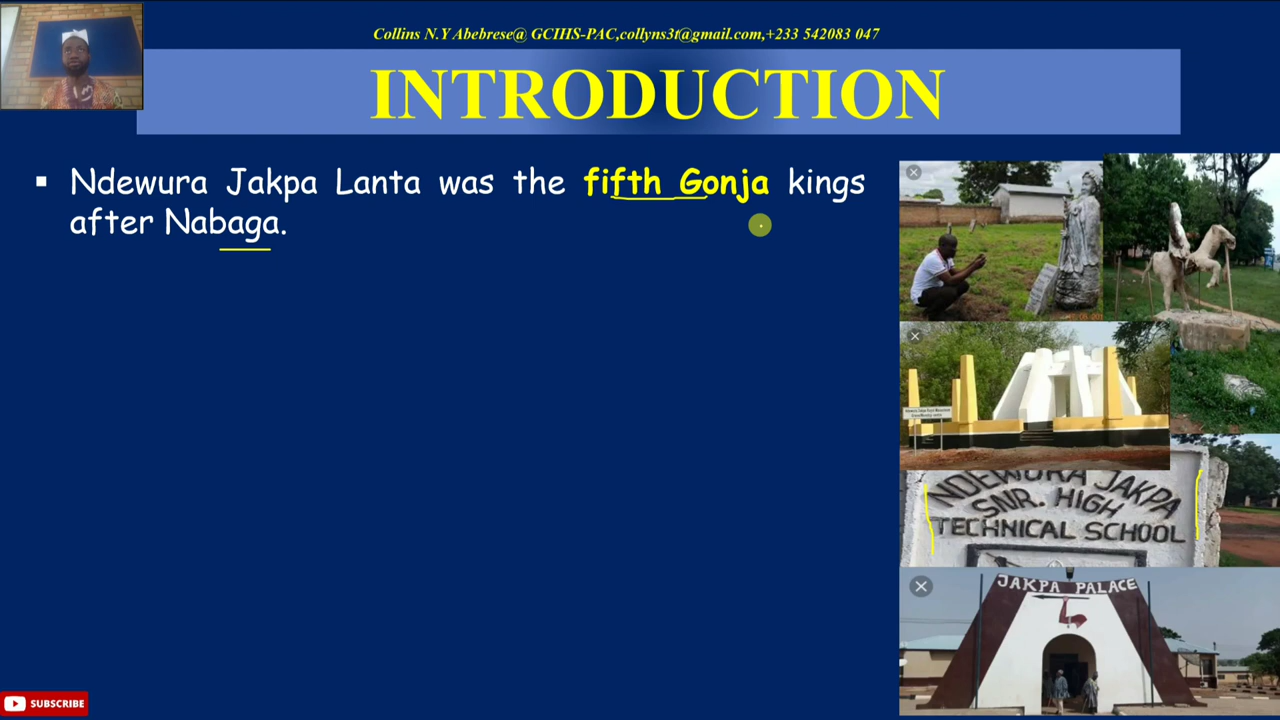 Collins N.Y Abebrese@ GCIHS-PAC,collyns3t@gmail.com,+233 542083 047
INTRODUCTION
▪ Ndewura Jakpa Lanta was the fifth Gonja kings
after Nabaga.
NDEWURA JAKPA
SNR. HIGH
TECHNICAL SCHOOL
JAKPA PALACE
SUBSCRIBE